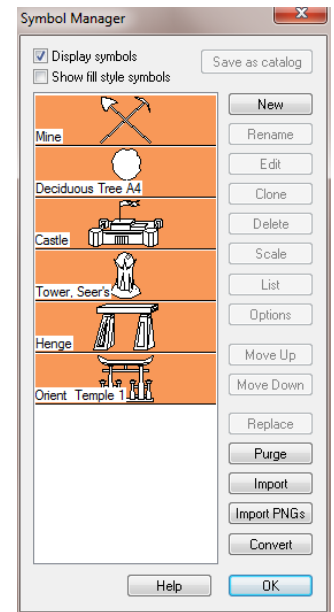 Symbol Manager
Display symbols
Show fill style symbols
Save as catalog
Mine
Deciduous Tree A4
Castle
Tower, Seer's
Henge
Orient Temple 1
New
Rename
Edit
Clone
Delete
Scale
List
Options
Move Up
Move Down
Replace
Purge
Import
Import PNGs
Convert
Help
OK